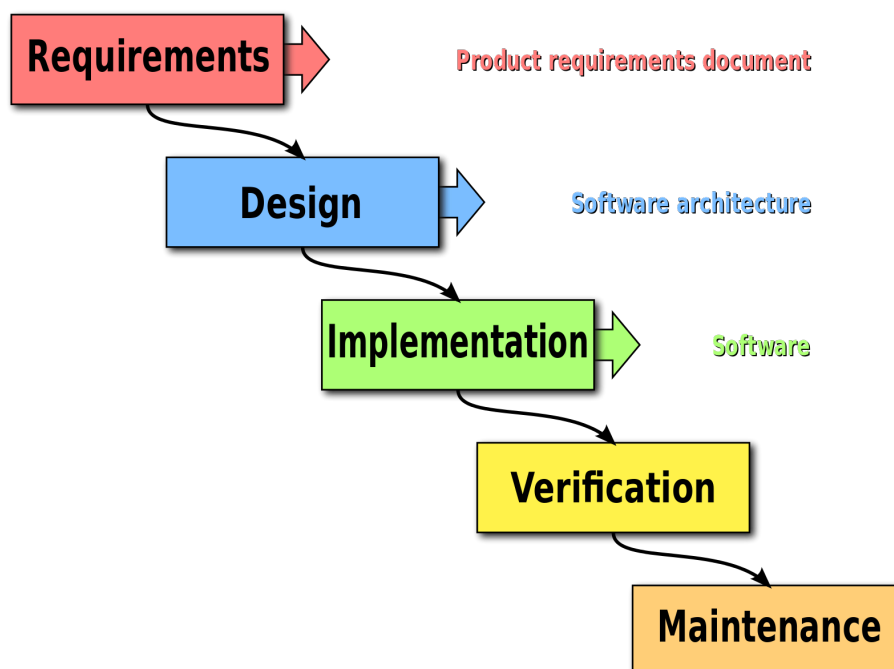 Requirements
Product requirements document
Design
Software architecture
Implementation
Software
Verification
Maintenance